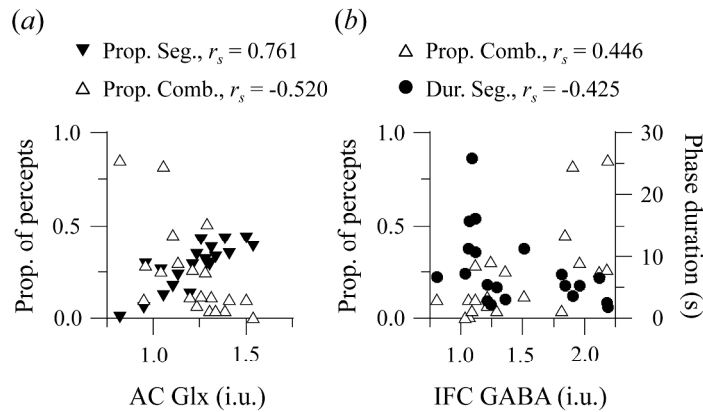 (a) (b)
▼ Prop. Seg., rs = 0.761
△ Prop. Comb., rs = -0.520
△ Prop. Comb., rs = 0.446
● Dur. Seg., rs = -0.425
Prop. of percepts
1.0
0.5
0.0
1.0 1.5
AC Glx (i.u.)
Prop. of percepts
1.0
0.5
0.0
1.0 1.5 2.0
IFC GABA (i.u.)
30
20
10
0
Phase duration (s)